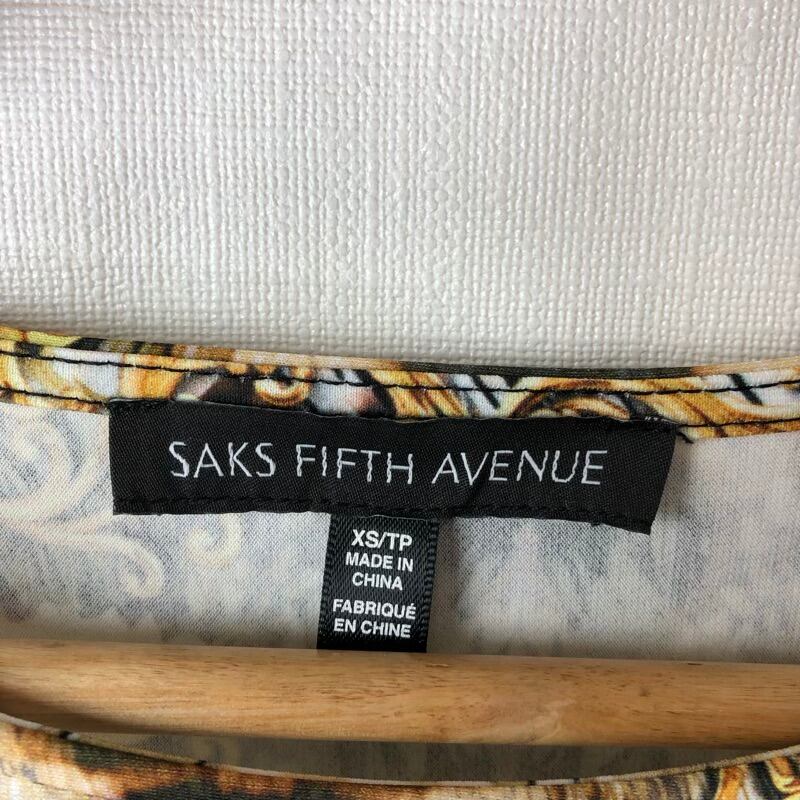 SAKS FIFTH AVENUE
XS/TP
MADE IN
CHINA
FABRIQUÉ
EN CHINE